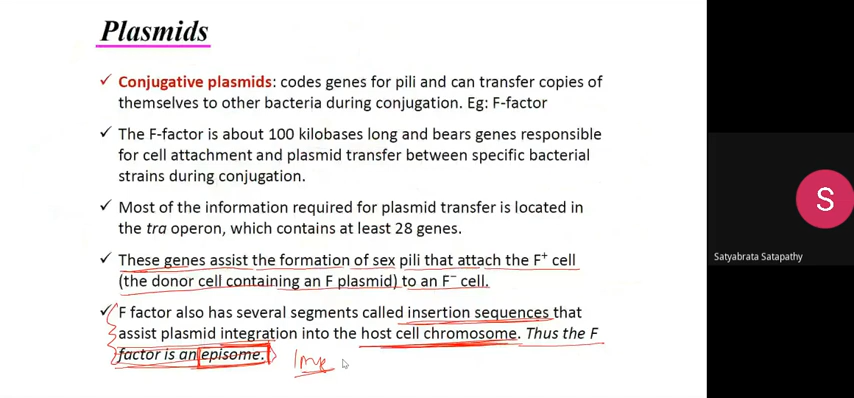 Plasmids
✓ Conjugative plasmids: codes genes for pili and can transfer copies of
themselves to other bacteria during conjugation. Eg: F-factor
✓ The F-factor is about 100 kilobases long and bears genes responsible
for cell attachment and plasmid transfer between specific bacterial
strains during conjugation.
✓ Most of the information required for plasmid transfer is located in
the tra operon, which contains at least 28 genes.
✓ These genes assist the formation of sex pili that attach the F⁺ cell
(the donor cell containing an F plasmid) to an F⁻ cell.
✓ F factor also has several segments called insertion sequences that
assist plasmid integration into the host cell chromosome. Thus the F
factor is an episome.
Imp
S
Satyabrata Satapathy